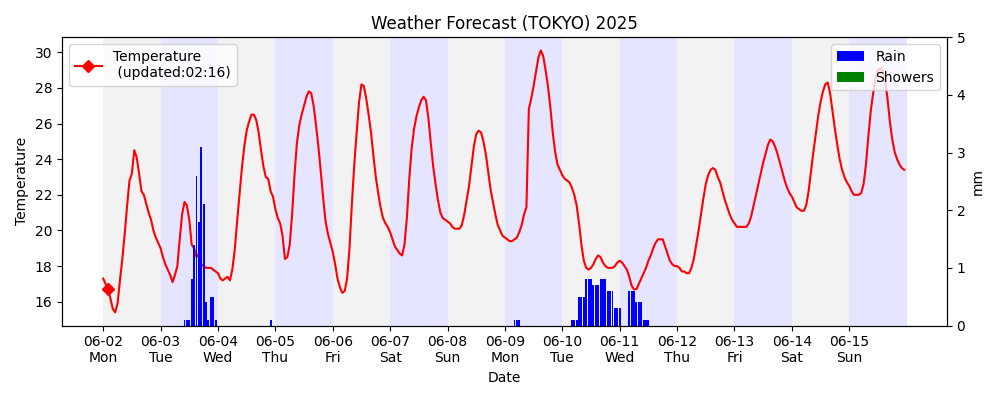 Weather Forecast (TOKYO) 2025
Temperature
(updated:02:16)
Rain
Showers
Temperature
30
28
26
24
22
20
18
16
5
4
3
2
1
0
mm
06-02 06-03 06-04 06-05 06-06 06-07 06-08 06-09 06-10 06-11 06-12 06-13 06-14 06-15
Mon Tue Wed Thu Fri Sat Sun Mon Tue Wed Thu Fri Sat Sun
Date